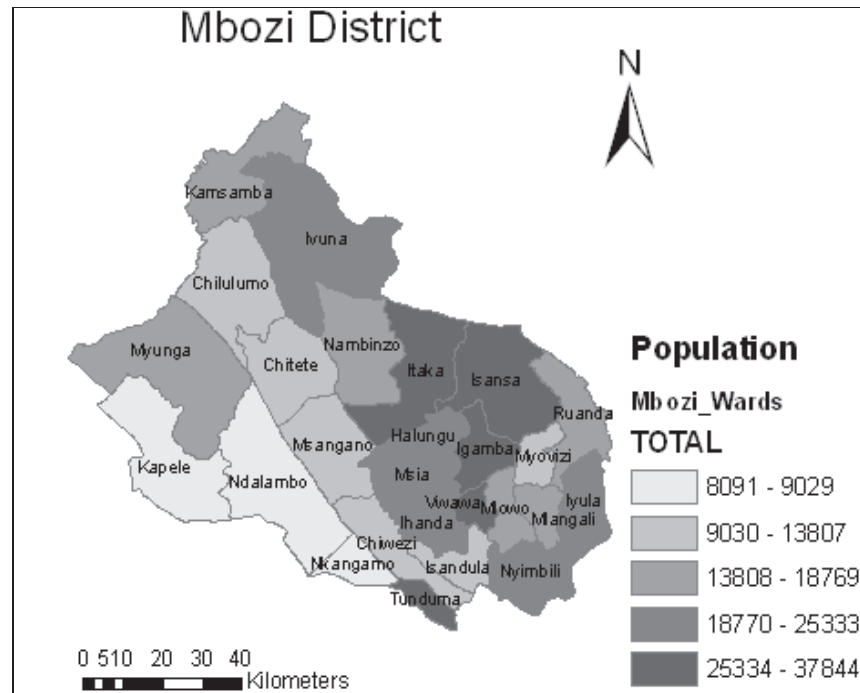 Mbozi District
N
Kamsamba
Ivuna
Chilulumo
Nambinzo
Myunga
Chitete
Itaka
Isansa
Ruanda
Msangano
Halungu
Igamba
Myovizi
Kapele
Ndalambo
Msia
Vwawa
Mlowo
Iyula
Mlangali
Ihanda
Chiwezi
Nkangamo
Isandula
Nyimbili
Tunduma
Population
Mbozi_Wards
TOTAL
8091 - 9029
9030 - 13807
13808 - 18769
18770 - 25333
25334 - 37844
0 5 10 20 30 40
Kilometers